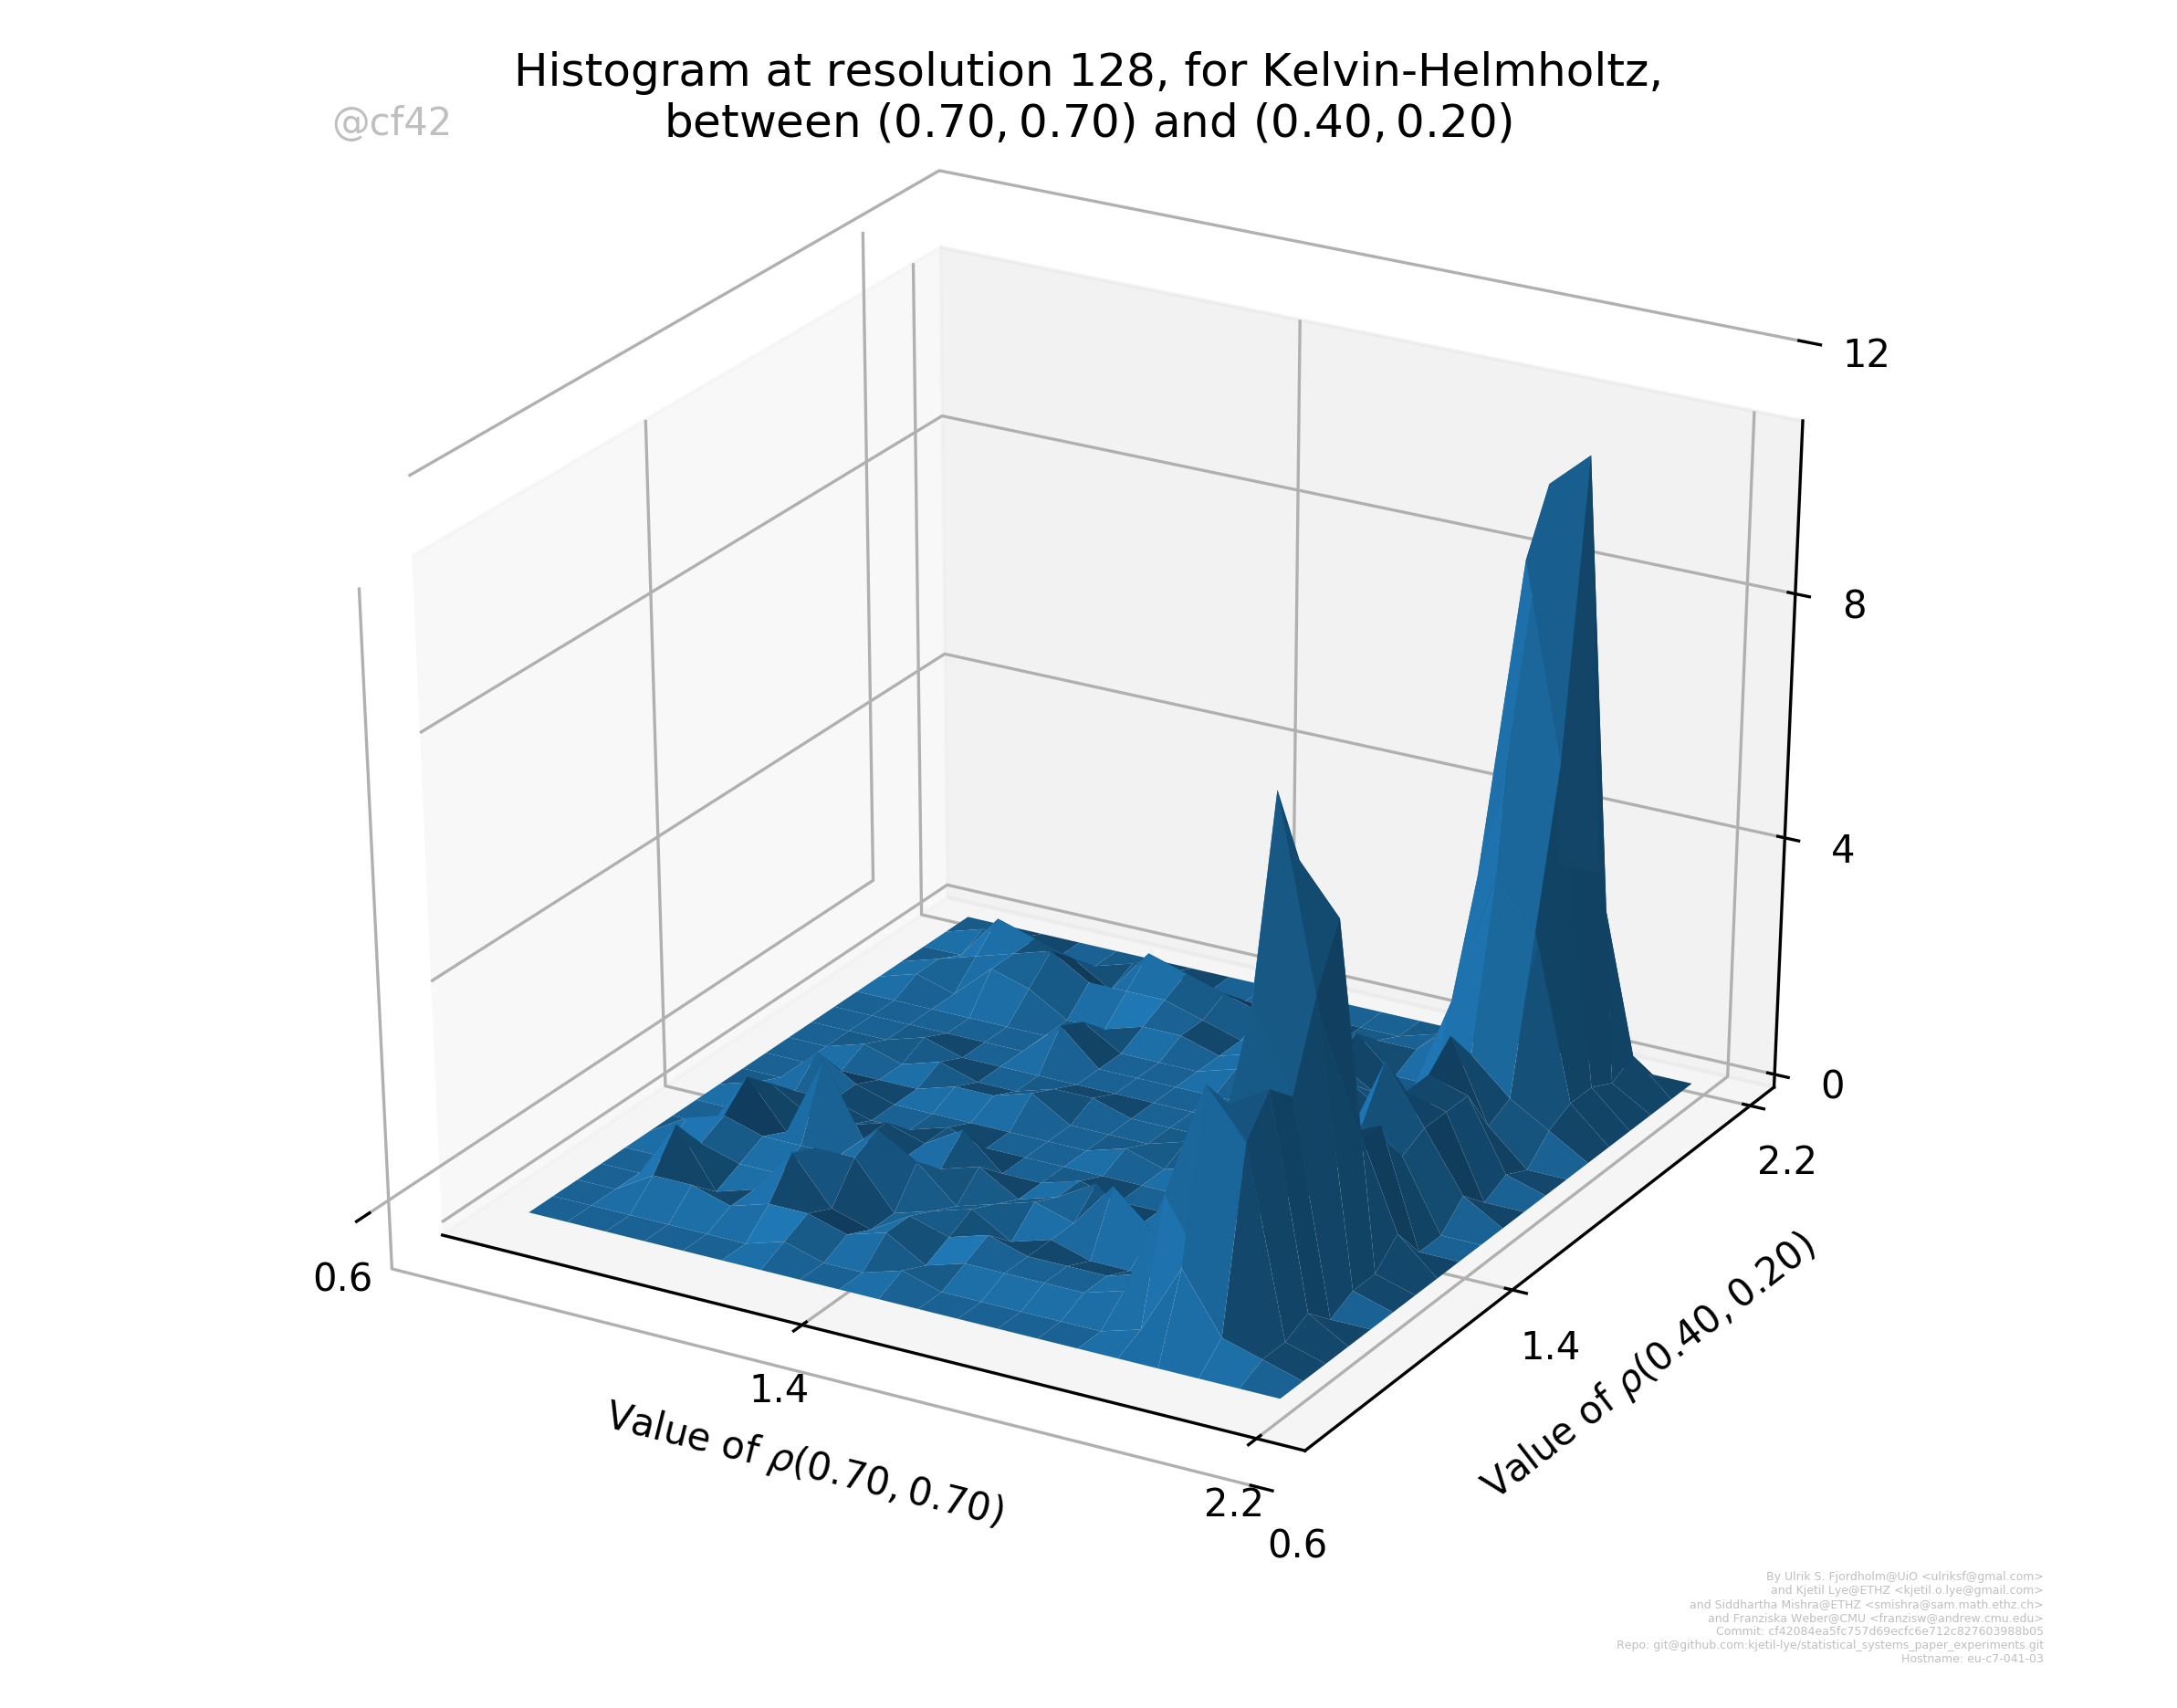 Histogram at resolution 128, for Kelvin-Helmholtz,
between (0.70, 0.70) and (0.40, 0.20)
@cf42
12
8
4
0
2.2
1.4
0.6
0.6
1.4
2.2
Value of ρ(0.70, 0.70)
Value of ρ(0.40, 0.20)
By Ulrik S. Fjordholm@UiO <ulriksf@gmal.com>
and Kjetil Lye@ETHZ <kjetil.o.lye@gmail.com>
and Siddhartha Mishra@ETHZ <smishra@sam.math.ethz.ch>
and Franziska Weber@CMU <franzisw@andrew.cmu.edu>
Commit: cf42084ea5fc757d69ecfc6e712c827603988b05
Repo: git@github.com:kjetil-lye/statistical_systems_paper_experiments.git
Hostname: eu-c7-041-03